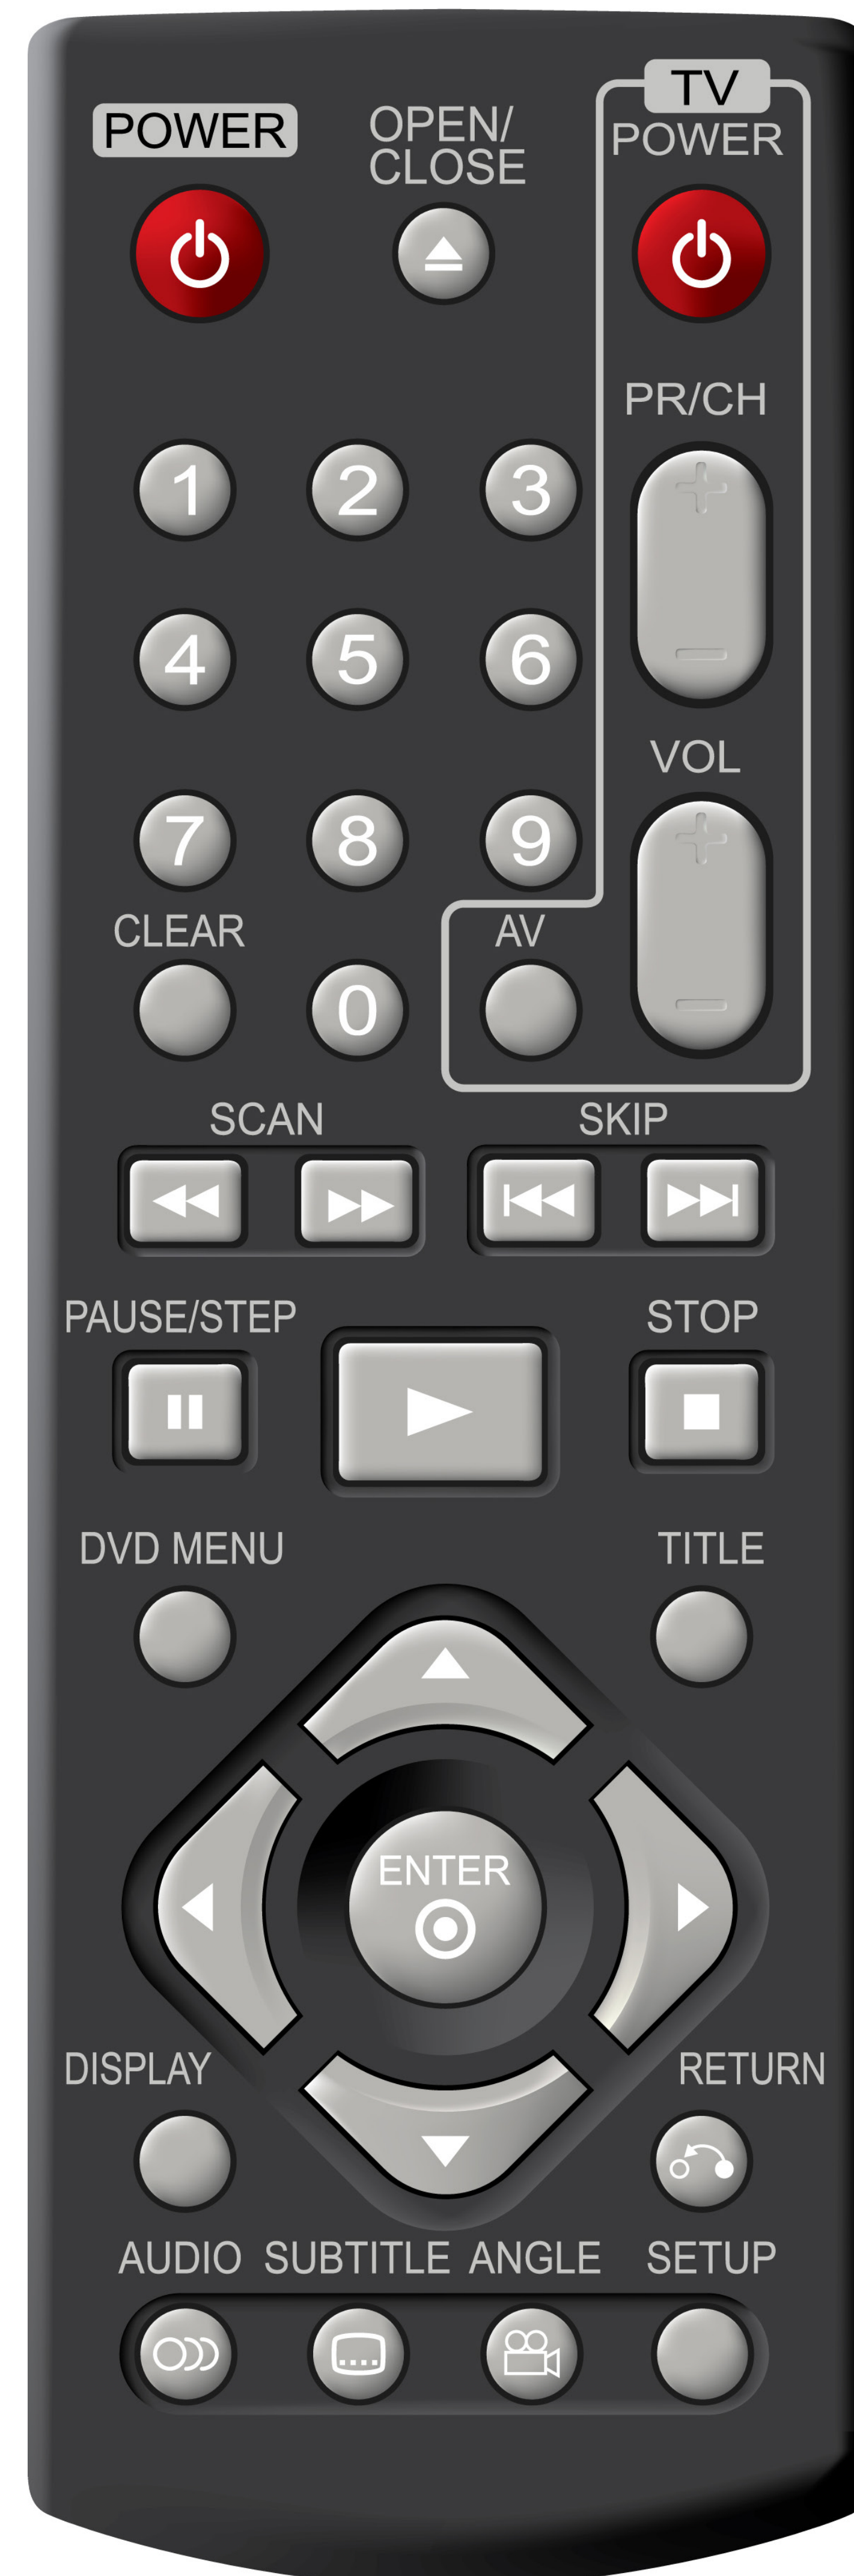 TV
POWER
OPEN/
CLOSE
POWER
PR/CH
1 2 3
4 5 6
VOL
7 8 9
CLEAR
AV
0
SCAN
SKIP
PAUSE/STEP
STOP
DVD MENU
TITLE
ENTER
DISPLAY
RETURN
AUDIO SUBTITLE ANGLE SETUP